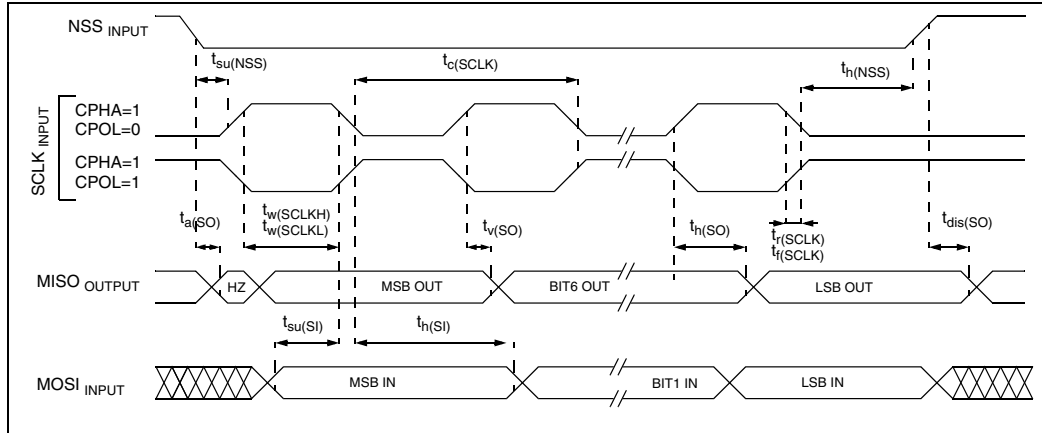 NSS INPUT
tsu(NSS)
tc(SCLK)
th(NSS)
SCLK INPUT
CPHA=1
CPOL=0
CPHA=1
CPOL=1
ta(SO)
tw(SCLKH)
tw(SCLKL)
tv(SO)
th(SO)
tr(SCLK)
tf(SCLK)
tdis(SO)
MISO OUTPUT
HZ
MSB OUT
BIT6 OUT
LSB OUT
tsu(SI)
th(SI)
MOSI INPUT
MSB IN
BIT1 IN
LSB IN